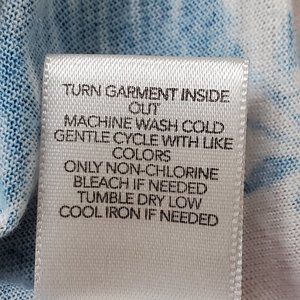 TURN GARMENT INSIDE
OUT
MACHINE WASH COLD
GENTLE CYCLE WITH LIKE
COLORS
ONLY NON-CHLORINE
BLEACH IF NEEDED
TUMBLE DRY LOW
COOL IRON IF NEEDED